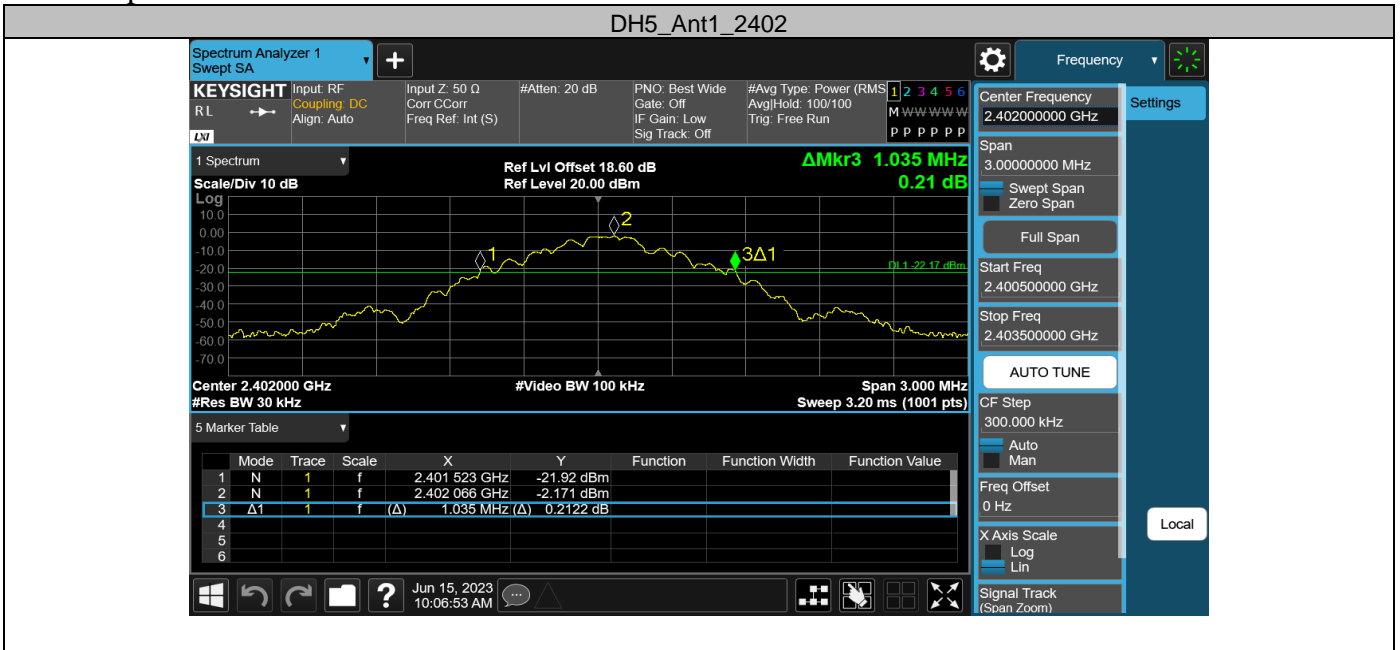 DH5_Ant1_2402
Spectrum Analyzer 1
Swept SA
Frequency
KEYSIGHT
RL
LXI
Input: RF
Coupling: DC
Align: Auto
Input Z: 50 Ω
Corr CCorr
Freq Ref: Int (S)
#Atten: 20 dB
PNO: Best Wide
Gate: Off
IF Gain: Low
Sig Track: Off
#Avg Type: Power (RMS
Avg|Hold: 100/100
Trig: Free Run
1 2 3 4 5 6
M W W W W W
P P P P P P
1 Spectrum
Scale/Div 10 dB
Ref Lvl Offset 18.60 dB
Ref Level 20.00 dBm
ΔMkr3 1.035 MHz
0.21 dB
Log
10.0
0.00
-10.0
-20.0
-30.0
-40.0
-50.0
-60.0
-70.0
1
2
3Δ1
DL1 -22.17 dBm
Center 2.402000 GHz
#Video BW 100 kHz
Span 3.000 MHz
#Res BW 30 kHz
Sweep 3.20 ms (1001 pts)
5 Marker Table
Mode Trace Scale X Y Function Function Width Function Value
1 N 1 f 2.401 523 GHz -21.92 dBm
2 N 1 f 2.402 066 GHz -2.171 dBm
3 Δ1 1 f (Δ) 1.035 MHz (Δ) 0.2122 dB
4
5
6
Jun 15, 2023
10:06:53 AM
Center Frequency
2.402000000 GHz
Settings
Span
3.00000000 MHz
Swept Span
Zero Span
Full Span
Start Freq
2.400500000 GHz
Stop Freq
2.403500000 GHz
AUTO TUNE
CF Step
300.000 kHz
Auto
Man
Freq Offset
0 Hz
Local
X Axis Scale
Log
Lin
Signal Track
(Span Zoom)